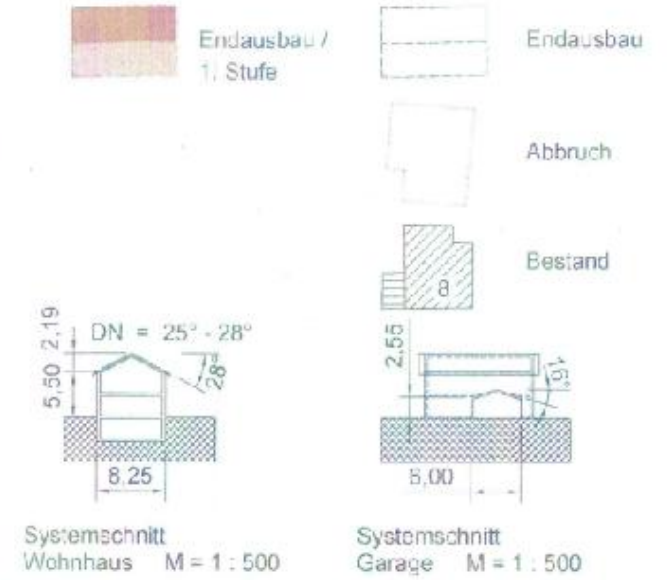 Endausbau /
1. Stufe
Endausbau
Abbruch
Bestand
8
2,19
5,50
DN = 25° - 28°
28°
8,25
2,55
16°
6,00
Systemschnitt
Wohnhaus M = 1 : 500
Systemschnitt
Garage M = 1 : 500